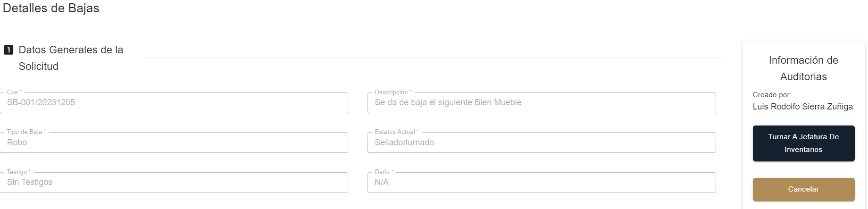 Detalles de Bajas
1 Datos Generales de la
Solicitud
Cve *
SB-001/20231205
Descripción *
Se da de baja el siguiente Bien Mueble
Tipo de Baja *
Robo
Estatus Actual *
Sellado/turnado
Testigo *
Sin Testigos
Daño *
N/A
Información de
Auditorias
Creado por:
Luis Rodolfo Sierra Zuñiga
Turnar A Jefatura De
Inventarios
Cancelar